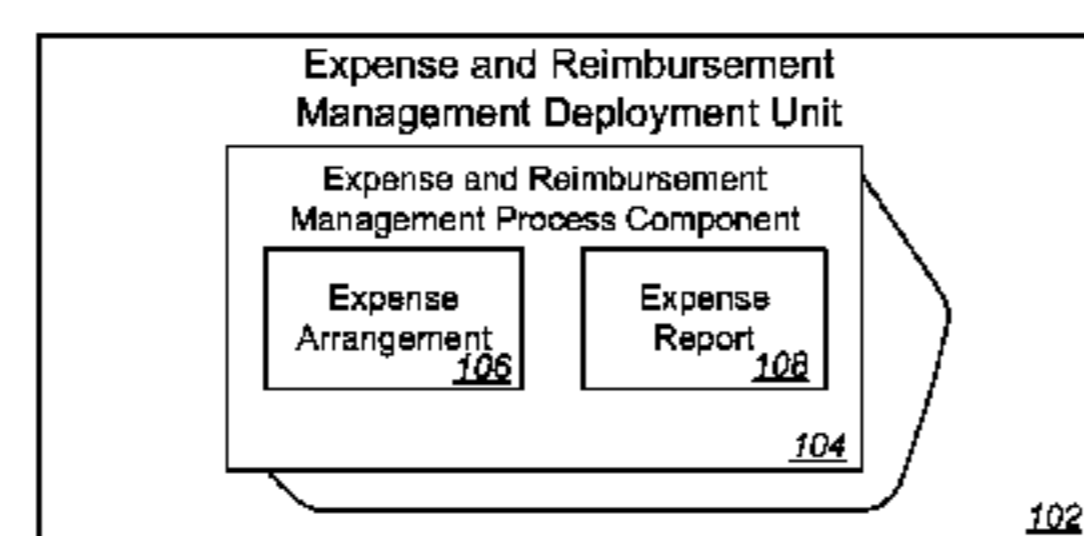 Expense and Reimbursement
Management Deployment Unit
Expense and Reimbursement
Management Process Component
Expense
Arrangement
106
Expense
Report
108
104
102